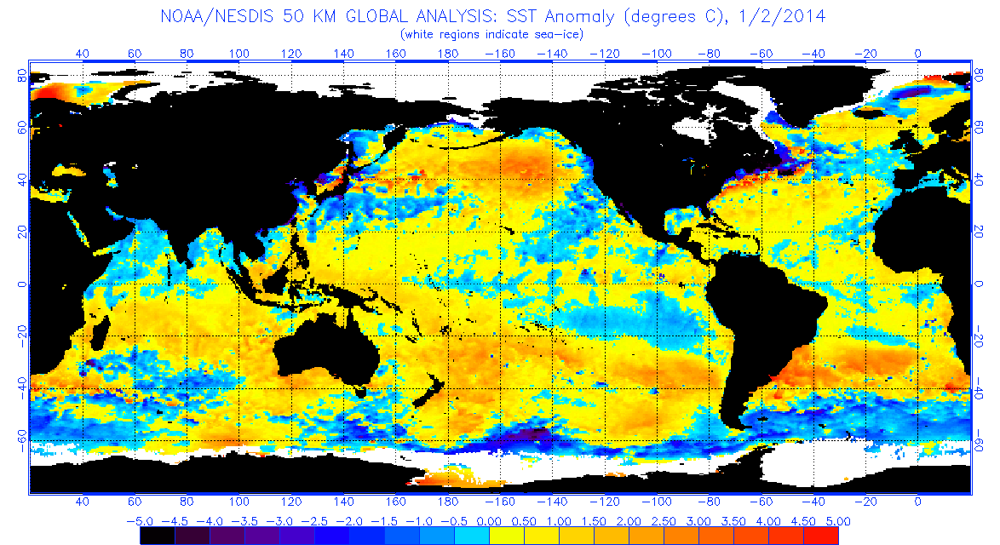 NOAA/NESDIS 50 KM GLOBAL ANALYSIS: SST Anomaly (degrees C), 1/2/2014
(white regions indicate sea-ice)
40 60 80 100 120 140 160 180 -160 -140 -120 -100 -80 -60 -40 -20 0
80 80
60 60
40 40
20 20
0 0
-20 -20
-40 -40
-60 -60
40 60 80 100 120 140 160 180 -160 -140 -120 -100 -80 -60 -40 -20 0
-5.0 -4.5 -4.0 -3.5 -3.0 -2.5 -2.0 -1.5 -1.0 -0.5 0.00 0.50 1.00 1.50 2.00 2.50 3.00 3.50 4.00 4.50 5.00